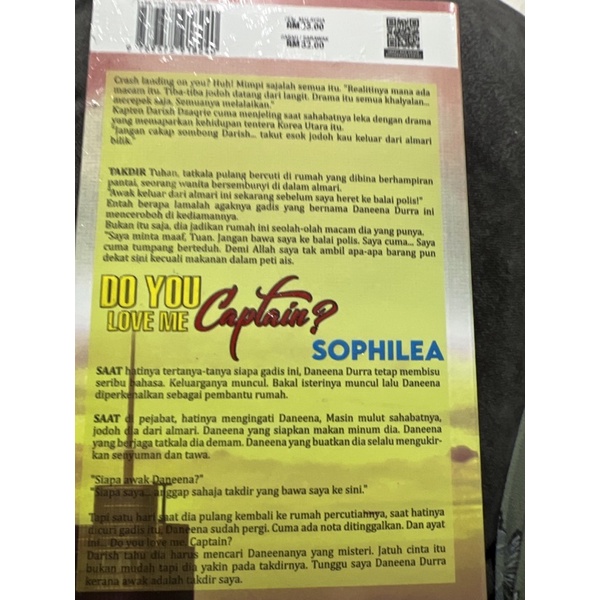 RM 32.00
Crash landing on you? Huh! Mimpi sajalah semua itu. "Realitinya mana ada
macam itu. Tiba-tiba jodoh datang dari langit. Drama itu semua khayalan...
merepek saja. Semuanya melalaikan."
Kapten Darish Dzaqrie cuma menjeling saat sahabatnya leka dengan drama
yang memaparkan kehidupan tentera Korea Utara itu.
"Jangan cakap sombong Darish... takut esok jodoh kau keluar dari almari
bilik."
TAKDIR Tuhan, tatkala pulang bercuti di rumah yang dibina berhampiran
pantai, seorang wanita bersembunyi di dalam almari.
"Awak keluar dari almari ini sekarang sebelum saya heret ke balai polis!"
Entah berapa lamalah agaknya gadis yang bernama Daneena Durra ini
menceroboh di kediamannya.
Bukan itu saja, dia jadikan rumah ini seolah-olah macam dia yang punya.
"Saya minta maaf, Tuan. Jangan bawa saya ke balai polis. Saya cuma... Saya
cuma tumpang berteduh. Demi Allah saya tak ambil apa-apa barang pun
dekat sini kecuali makanan dalam peti ais.
DO YOU
LOVE ME Captain?
SOPHILEA
SAAT hatinya tertanya-tanya siapa gadis ini, Daneena Durra tetap membisu
seribu bahasa. Keluarganya muncul. Bakal isterinya muncul lalu Daneena
diperkenalkan sebagai pembantu rumah.
SAAT di pejabat, hatinya mengingati Daneena, Masin mulut sahabatnya,
jodoh dia dari almari. Daneena yang siapkan makan minum dia. Daneena
yang berjaga tatkala dia demam. Daneena yang buatkan dia selalu mengukir-
kan senyuman dan tawa.
"Siapa awak Daneena?"
"Siapa saya... anggap sahaja takdir yang bawa saya ke sini."
Tapi satu hari saat dia pulang kembali ke rumah percutiannya, saat hatinya
dicuri gadis itu, Daneena sudah pergi. Cuma ada nota ditinggalkan. Dan ayat
ini... Do you love me, Captain?
Darish tahu dia harus mencari Daneenanya yang misteri. Jatuh cinta itu
bukan mudah tapi dia yakin pada takdirnya. Tunggu saya Daneena Durra
kerana awak adalah takdir saya.